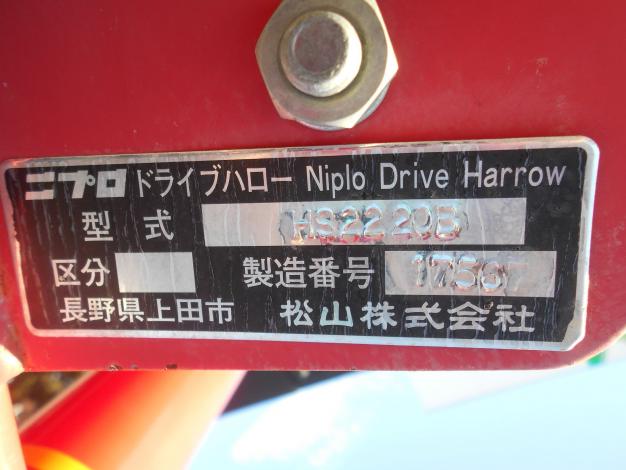 ニプロ ドライブハロー Niplo Drive Harrow
型式 HS2220B
区分 製造番号
長野県上田市 松山株式会社